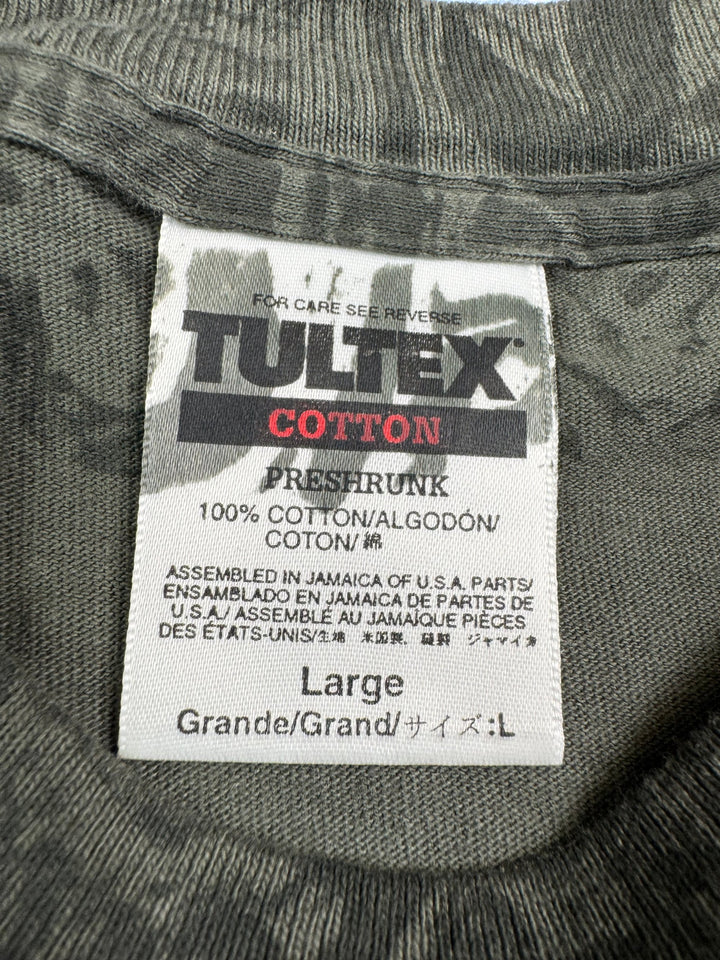 FOR CARE SEE REVERSE
TULTEX
COTTON
PRESHRUNK
100% COTTON/ALGODÓN/
COTON/綿
ASSEMBLED IN JAMAICA OF U.S.A. PARTS/
ENSAMBLADO EN JAMAICA DE PARTES DE
U.S.A./ ASSEMBLÉ AU JAMAÏQUE PIÈCES
DES ÉTATS-UNIS/生地 米国製, 縫製 ジャマイカ
Large
Grande/Grand/サイズ:L